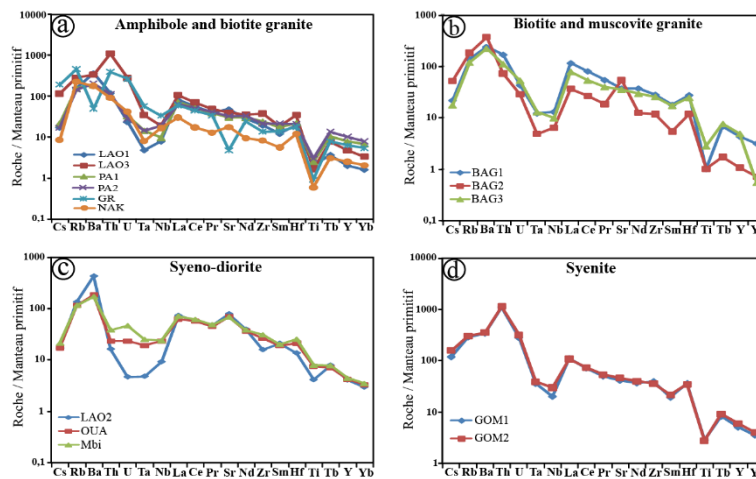 a
Amphibole and biotite granite
Roche / Manteau primitif
10000
1000
100
10
1
0,1
LAO1
LAO3
PA1
PA2
GR
NAK
Cs Rb Ba Th U Ta Nb La Ce Pr Sr Nd Zr Sm Hf Ti Tb Y Yb
b
Biotite and muscovite granite
Roche / Manteau primitif
1000
100
10
1
0,1
BAG1
BAG2
BAG3
Cs Rb Ba Th U Ta Nb La Ce Pr Sr Nd Zr Sm Hf Ti Tb Y
c
Syeno-diorite
Roche / Manteau primitif
1000
100
10
1
0,1
LAO2
OUA
Mbi
Cs Rb Ba Th U Ta Nb La Ce Pr Sr Nd Zr Sm Hf Ti Tb Y Yb
d
Syenite
Roche / Manteau primitif
10000
1000
100
10
1
GOM1
GOM2
Cs Rb Ba Th U Ta Nb La Ce Pr Sr Nd Zr Sm Hf Ti Tb Y